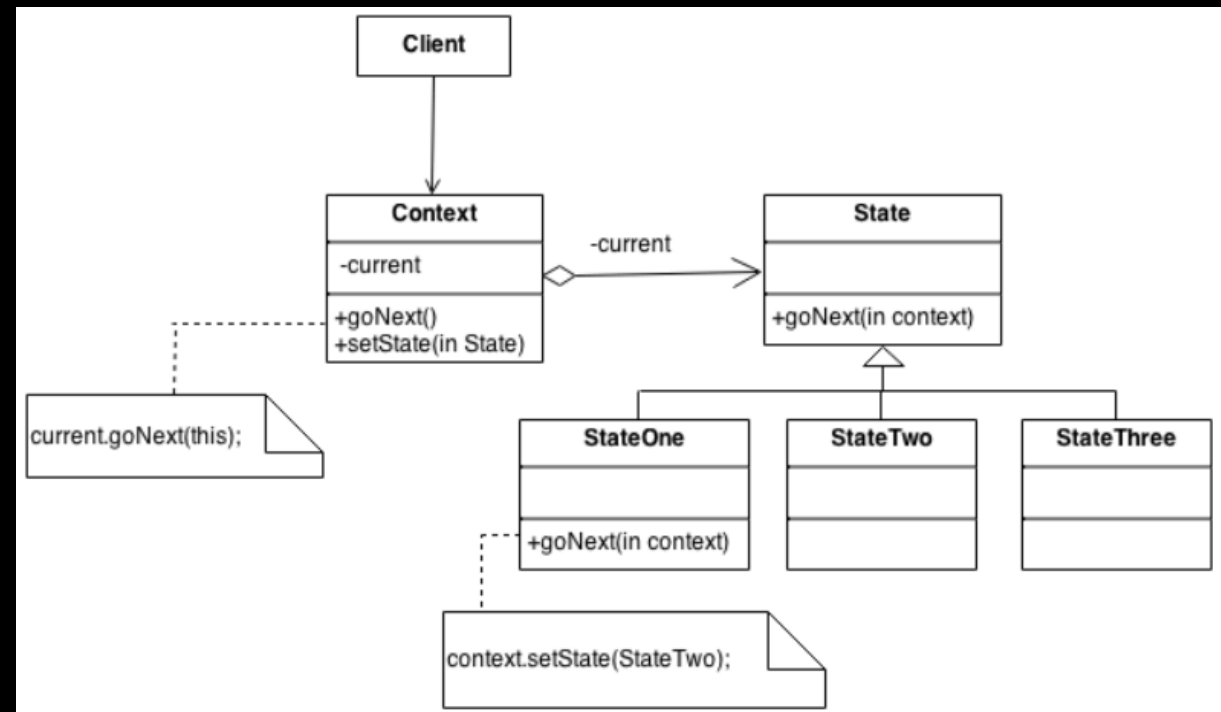 Client
Context
-current
+goNext()
+setState(in State)
-current
State
+goNext(in context)
current.goNext(this);
StateOne
+goNext(in context)
StateTwo
StateThree
context.setState(StateTwo);